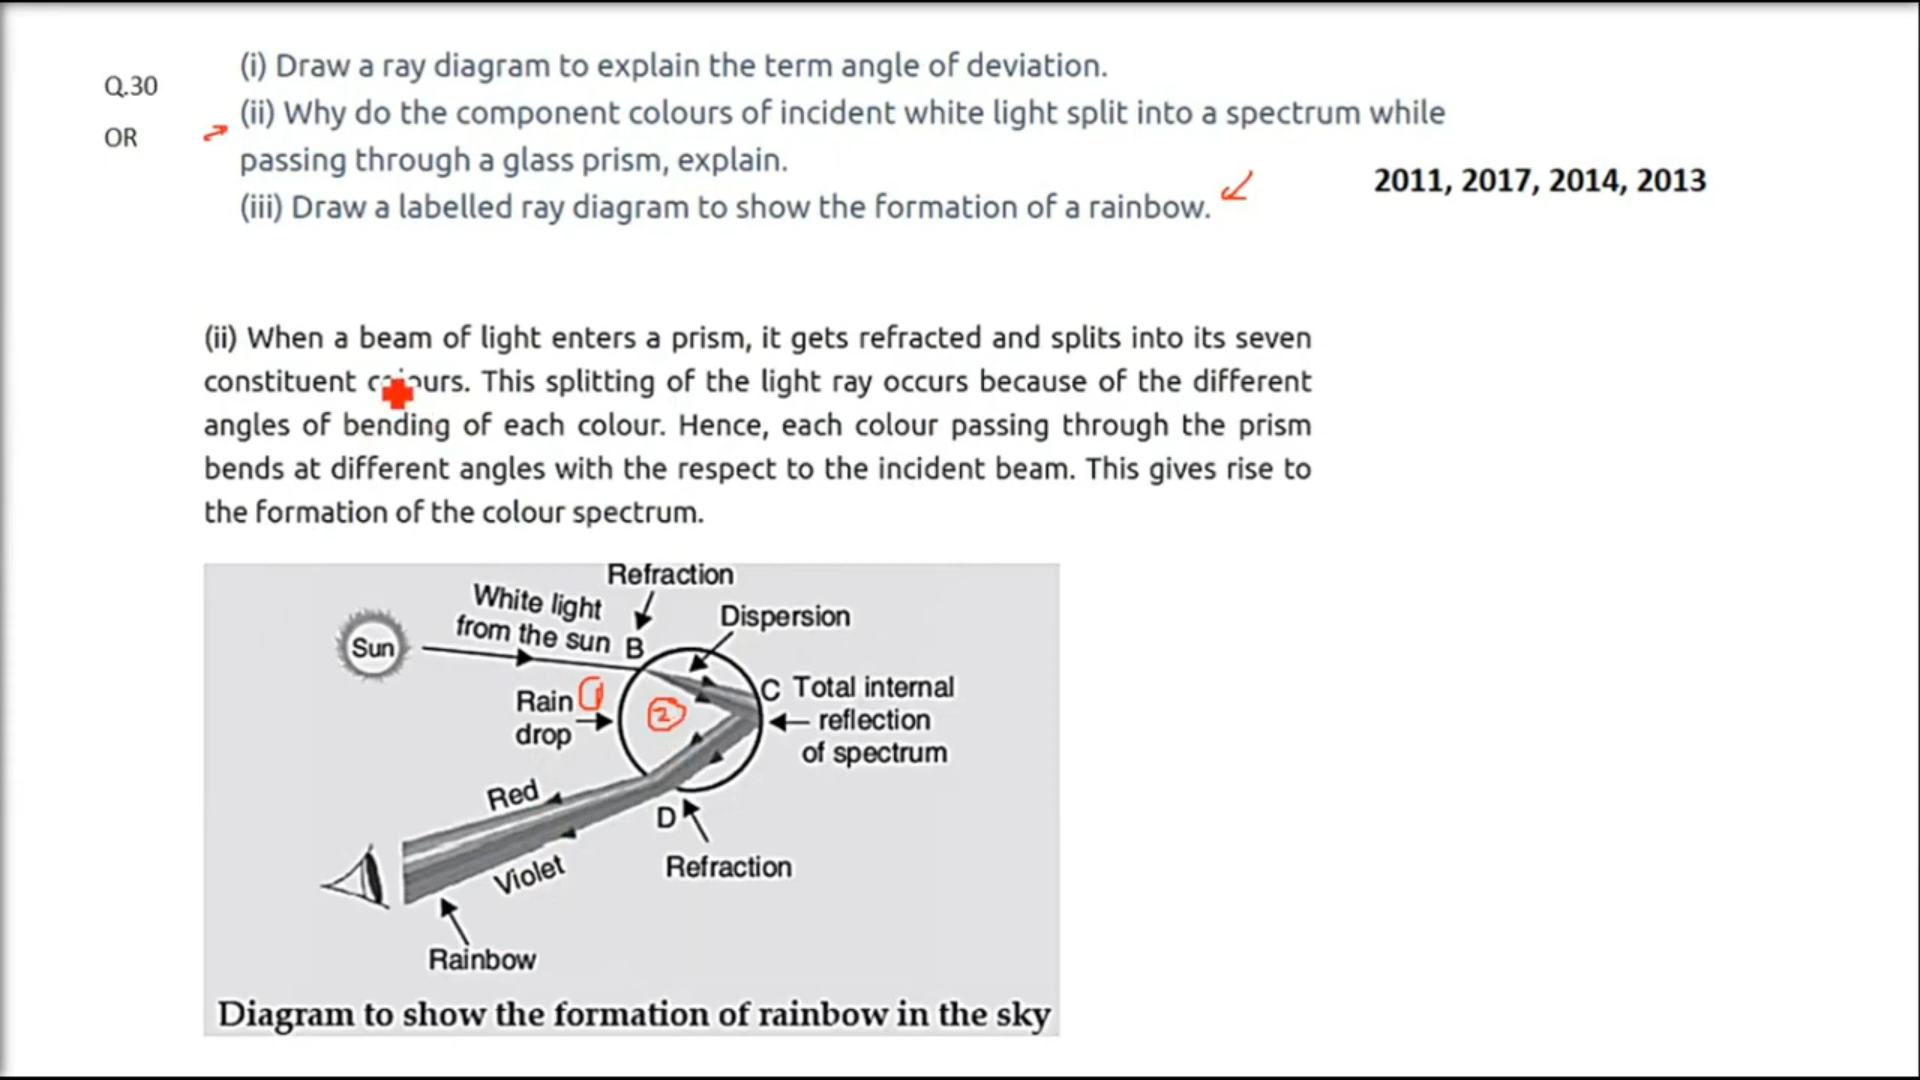 Q.30
OR
(i) Draw a ray diagram to explain the term angle of deviation.
(ii) Why do the component colours of incident white light split into a spectrum while
passing through a glass prism, explain.
(iii) Draw a labelled ray diagram to show the formation of a rainbow.
2011, 2017, 2014, 2013
(ii) When a beam of light enters a prism, it gets refracted and splits into its seven
constituent colours. This splitting of the light ray occurs because of the different
angles of bending of each colour. Hence, each colour passing through the prism
bends at different angles with the respect to the incident beam. This gives rise to
the formation of the colour spectrum.
Refraction
White light
from the sun
Dispersion
Sun
B
Rain
drop
1
2
C
Total internal
reflection
of spectrum
Red
D
Violet
Refraction
Rainbow
Diagram to show the formation of rainbow in the sky